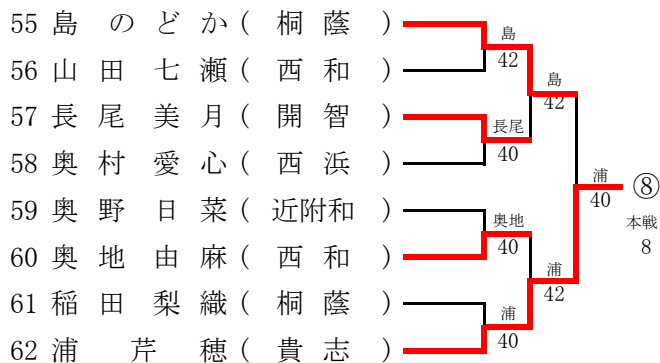 55 島 の ど か ( 桐 蔭 )
島
42
56 山 田 七 瀬 ( 西 和 )
島
42
57 長 尾 美 月 ( 開 智 )
長尾
40
58 奥 村 愛 心 ( 西 浜 )
浦
40
⑧
本戦
8
59 奥 野 日 菜 ( 近附和 )
奥地
40
60 奥 地 由 麻 ( 西 和 )
浦
42
61 稲 田 梨 織 ( 桐 蔭 )
浦
40
62 浦 芹 穂 ( 貴 志 )